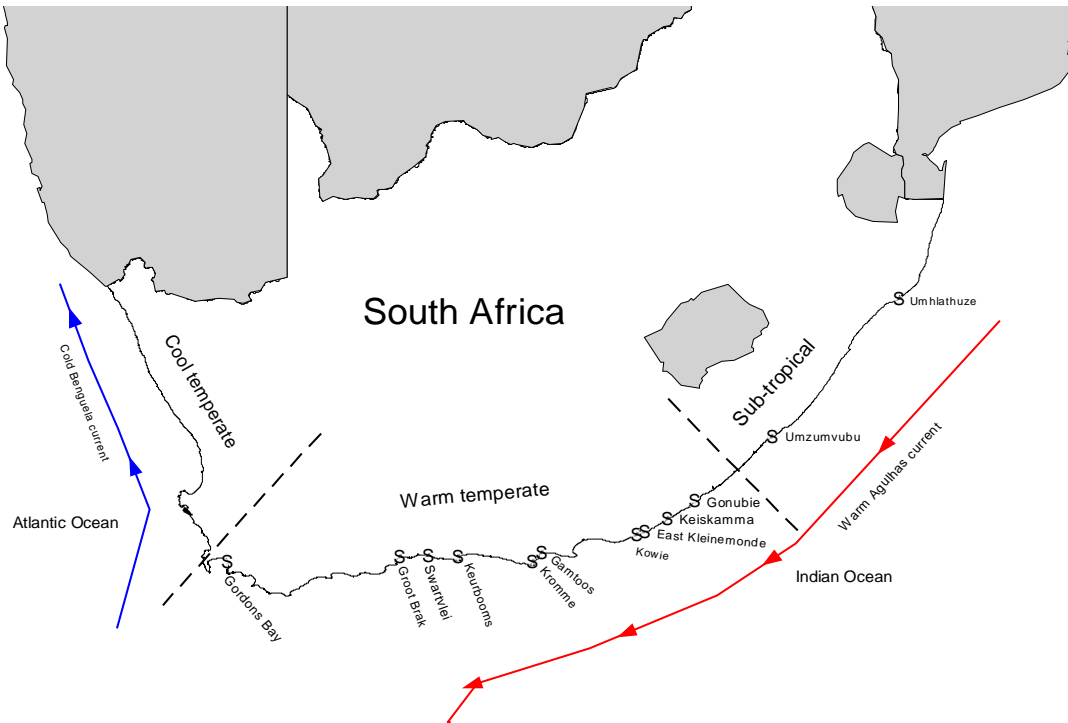 South Africa
Umhlathuze
Cool temperate
Cold Benguela current
Sub-tropical
Umzumvubu
Warm Agulhas current
Warm temperate
Atlantic Ocean
Gonubie
Keiskamma
East Kleinemonde
Kowie
Gamtoos
Kromme
Keurbooms
Swartvlei
Groot Brak
Gordons Bay
Indian Ocean
S
S
S
S
S
S
S
S
S
S
S
S